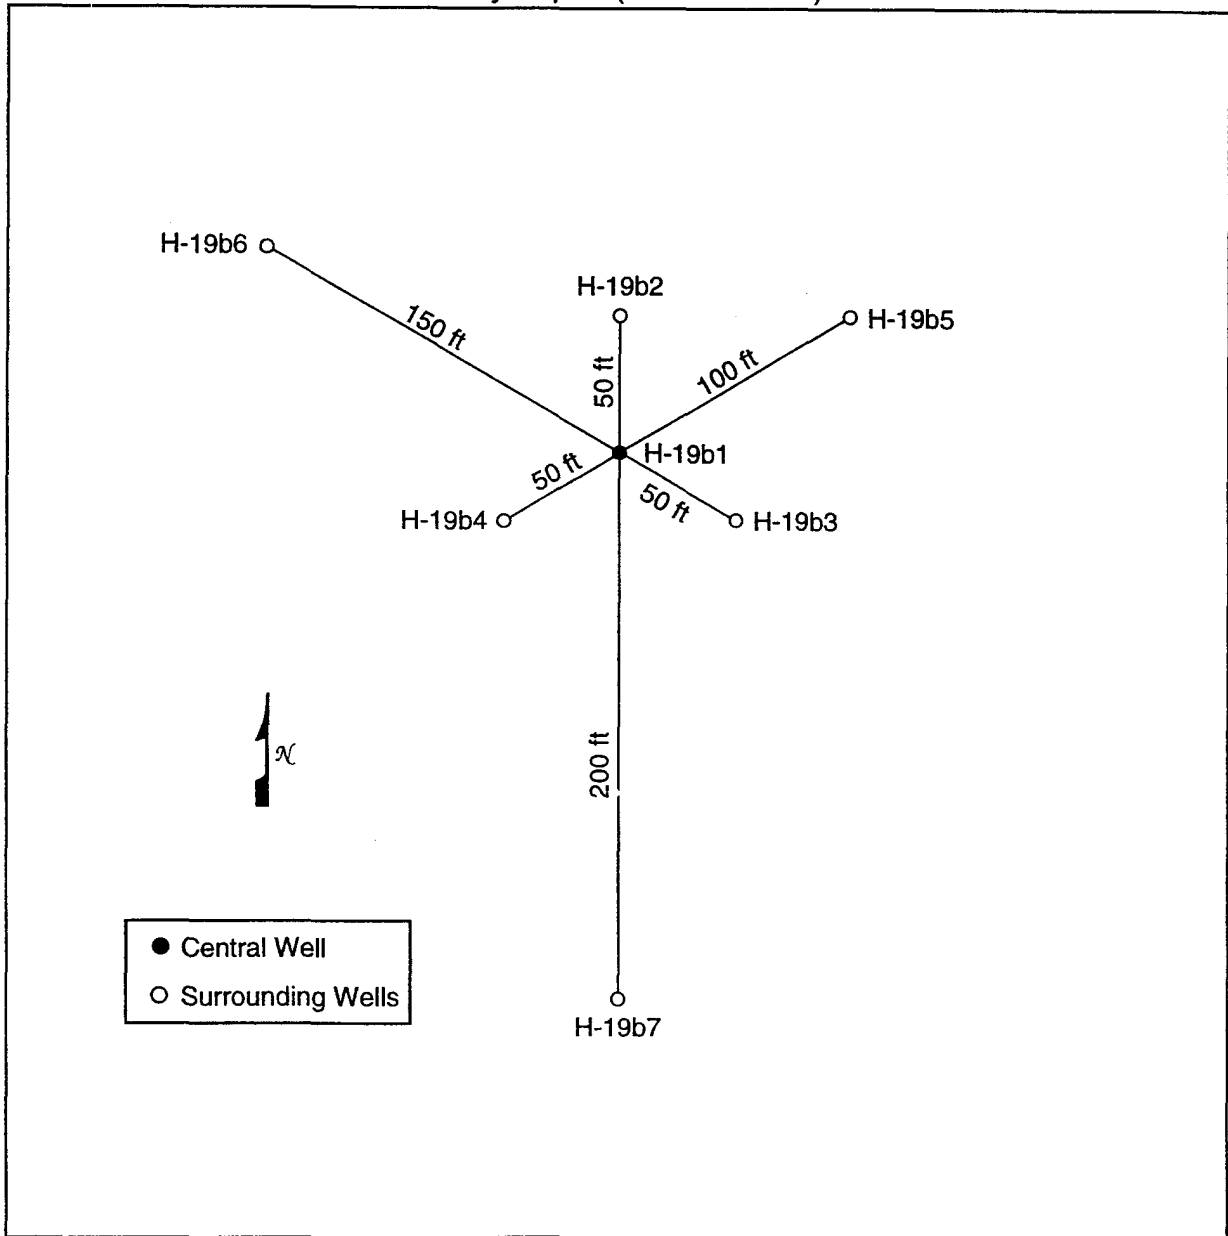 H-19b6
H-19b2
H-19b5
150 ft
50 ft
100 ft
H-19b1
50 ft
50 ft
H-19b4
H-19b3
200 ft
N
Central Well
Surrounding Wells
H-19b7